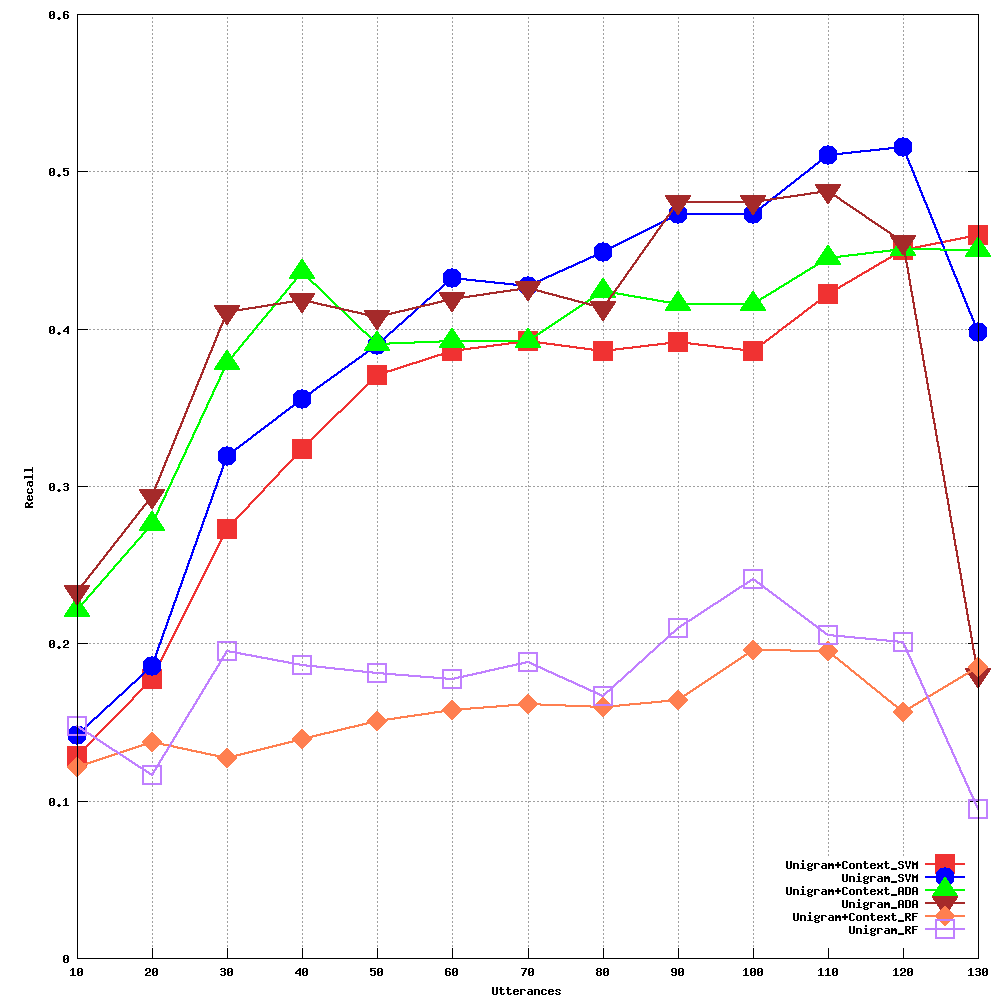 0.6
0.5
0.4
0.3
0.2
0.1
0
Recall
10 20 30 40 50 60 70 80 90 100 110 120 130
Utterances
Unigram+Context_SVM
Unigram_SVM
Unigram+Context_ADA
Unigram_ADA
Unigram+Context_RF
Unigram_RF